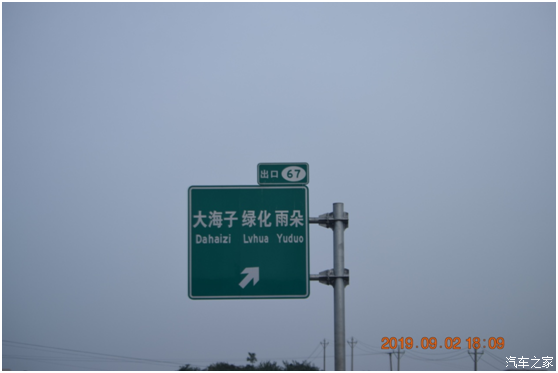 出口 67
大海子 绿化 雨朵
Dahaizi Lvhua Yuduo
2019.09.02 18:09
汽车之家